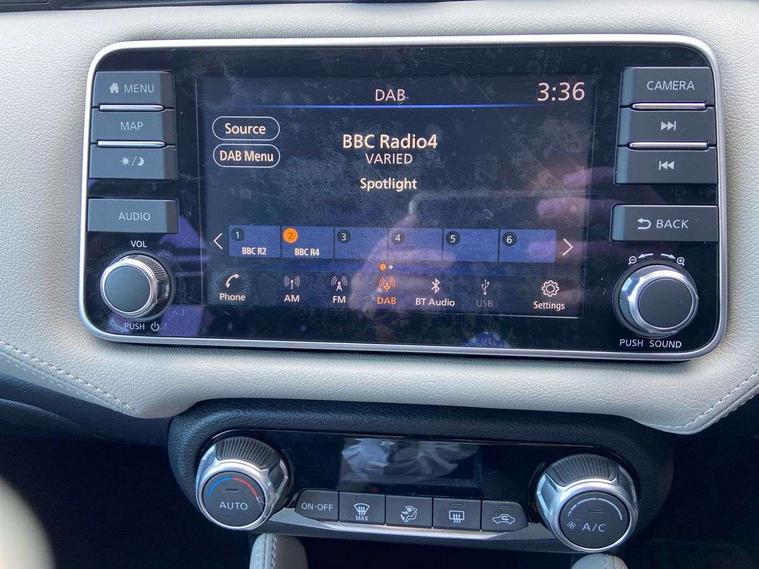 MENU
MAP
AUDIO
VOL
PUSH
DAB
3:36
Source
DAB Menu
BBC Radio4
VARIED
Spotlight
1 2 3 4 5 6
BBC R2 BBC R4
Phone AM FM DAB BT Audio USB Settings
CAMERA
BACK
PUSH SOUND
AUTO
ON·OFF
MAX
A/C